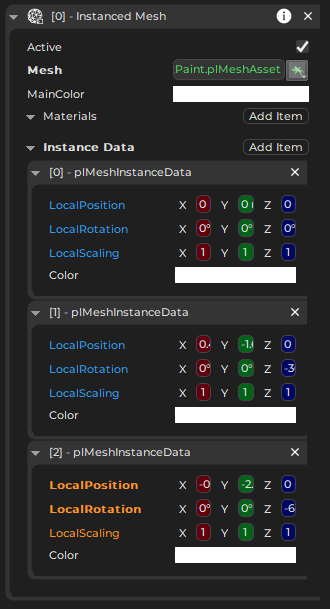 [0] - Instanced Mesh
Active
Mesh Paint.plMeshAsset
MainColor
Materials Add Item
Instance Data Add Item
[0] - plMeshInstanceData
LocalPosition X 0 Y 0 Z 0
LocalRotation X 0° Y 0° Z 0°
LocalScaling X 1 Y 1 Z 1
Color
[1] - plMeshInstanceData
LocalPosition X 0. Y -1. Z 0
LocalRotation X 0° Y 0° Z -3
LocalScaling X 1 Y 1 Z 1
Color
[2] - plMeshInstanceData
LocalPosition X -0 Y -2. Z 0
LocalRotation X 0° Y 0° Z -6
LocalScaling X 1 Y 1 Z 1
Color